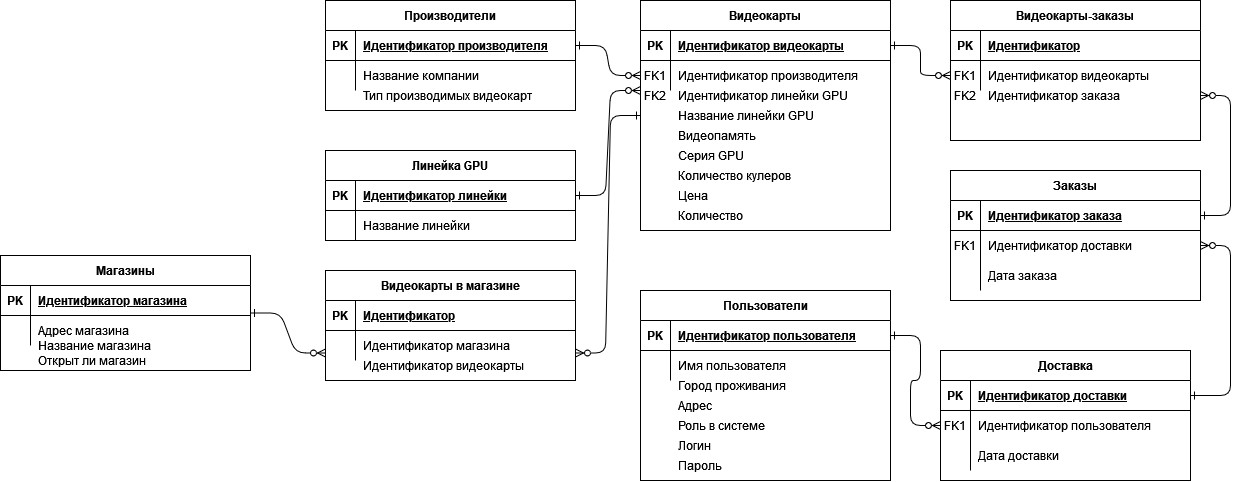 Производители
PK Идентификатор производителя
Название компании
Тип производимых видеокарт
Видеокарты
PK Идентификатор видеокарты
FK1 Идентификатор производителя
FK2 Идентификатор линейки GPU
Название линейки GPU
Видеопамять
Серия GPU
Количество кулеров
Цена
Количество
Видеокарты-заказы
PK Идентификатор
FK1 Идентификатор видеокарты
FK2 Идентификатор заказа
Линейка GPU
PK Идентификатор линейки
Название линейки
Заказы
PK Идентификатор заказа
FK1 Идентификатор доставки
Дата заказа
Магазины
PK Идентификатор магазина
Адрес магазина
Название магазина
Открыт ли магазин
Видеокарты в магазине
PK Идентификатор
Идентификатор магазина
Идентификатор видеокарты
Пользователи
PK Идентификатор пользователя
Имя пользователя
Город проживания
Адрес
Роль в системе
Логин
Пароль
Доставка
PK Идентификатор доставки
FK1 Идентификатор пользователя
Дата доставки